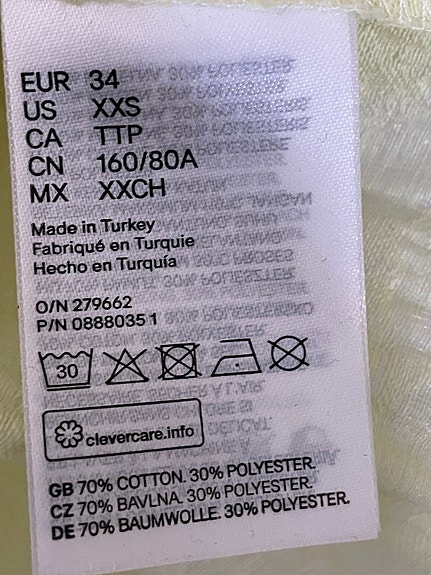 EUR 34
US XXS
CA TTP
CN 160/80A
MX XXCH
Made in Turkey
Fabriqué en Turquie
Hecho en Turquía
O/N 279662
P/N 0888035 1
30
clevercare.info
GB 70% COTTON. 30% POLYESTER.
CZ 70% BAVLNA. 30% POLYESTER.
DE 70% BAUMWOLLE. 30% POLYESTER.